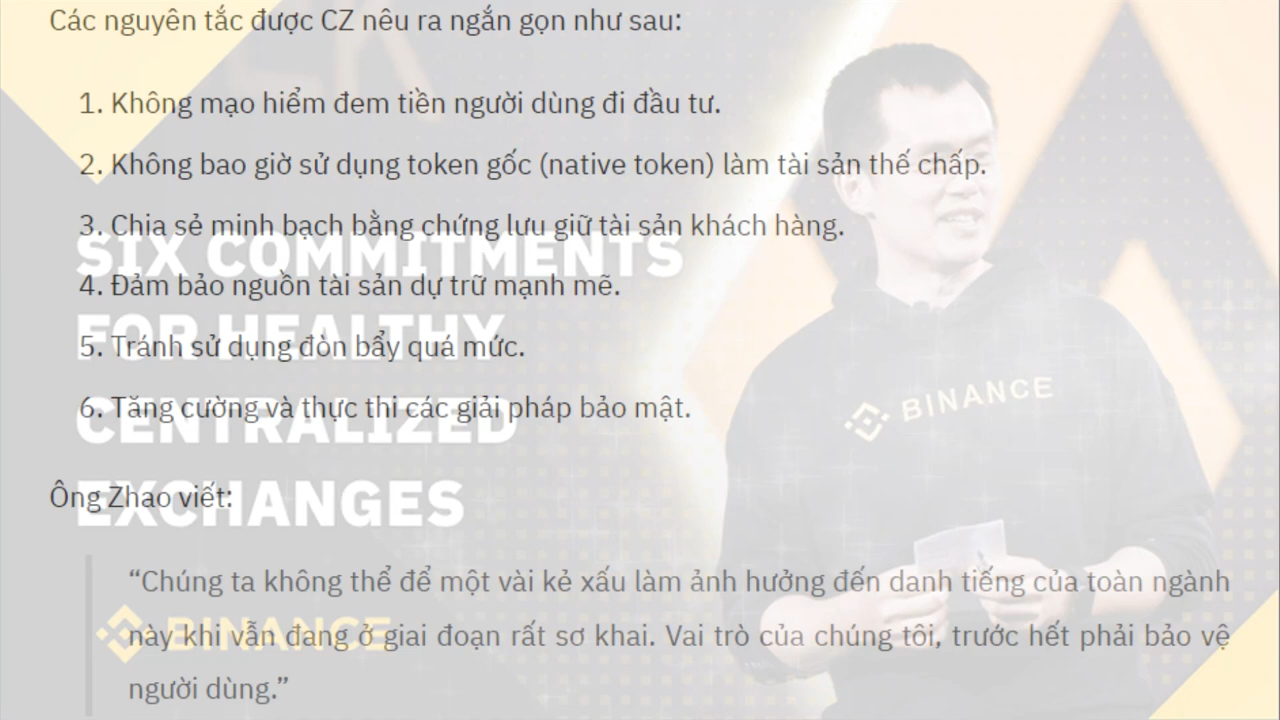 Các nguyên tắc được CZ nêu ra ngắn gọn như sau:
1. Không mạo hiểm đem tiền người dùng đi đầu tư.
2. Không bao giờ sử dụng token gốc (native token) làm tài sản thế chấp.
3. Chia sẻ minh bạch bằng chứng lưu giữ tài sản khách hàng.
SIX COMMITMENTS
4. Đảm bảo nguồn tài sản dự trữ mạnh mẽ.
FOR HEALTHY
5. Tránh sử dụng đòn bẩy quá mức.
6. Tăng cường và thực thi các giải pháp bảo mật.
CENTRALIZED
BINANCE
Ông Zhao viết:
EXCHANGES
“Chúng ta không thể để một vài kẻ xấu làm ảnh hưởng đến danh tiếng của toàn ngành
này khi vẫn đang ở giai đoạn rất sơ khai. Vai trò của chúng tôi, trước hết phải bảo vệ
BINANCE
người dùng.”